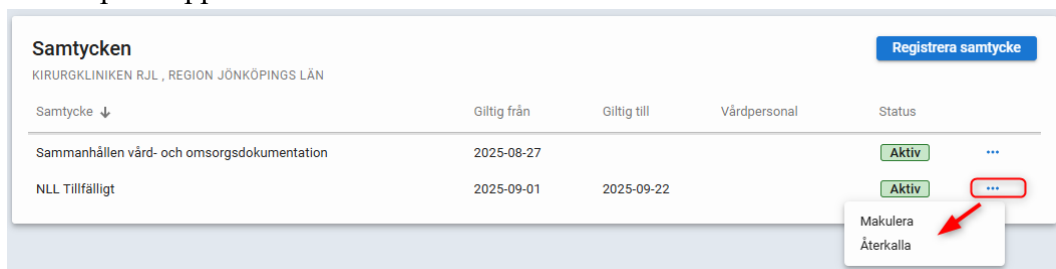 Samtycken
Registrera samtycke
KIRURGKLINIKEN RJL , REGION JÖNKÖPINGS LÄN
Samtycke Giltig från Giltig till Vårdpersonal Status
Sammanhållen vård- och omsorgsdokumentation 2025-08-27 Aktiv ...
NLL Tillfälligt 2025-09-01 2025-09-22 Aktiv ...
Makulera
Återkalla